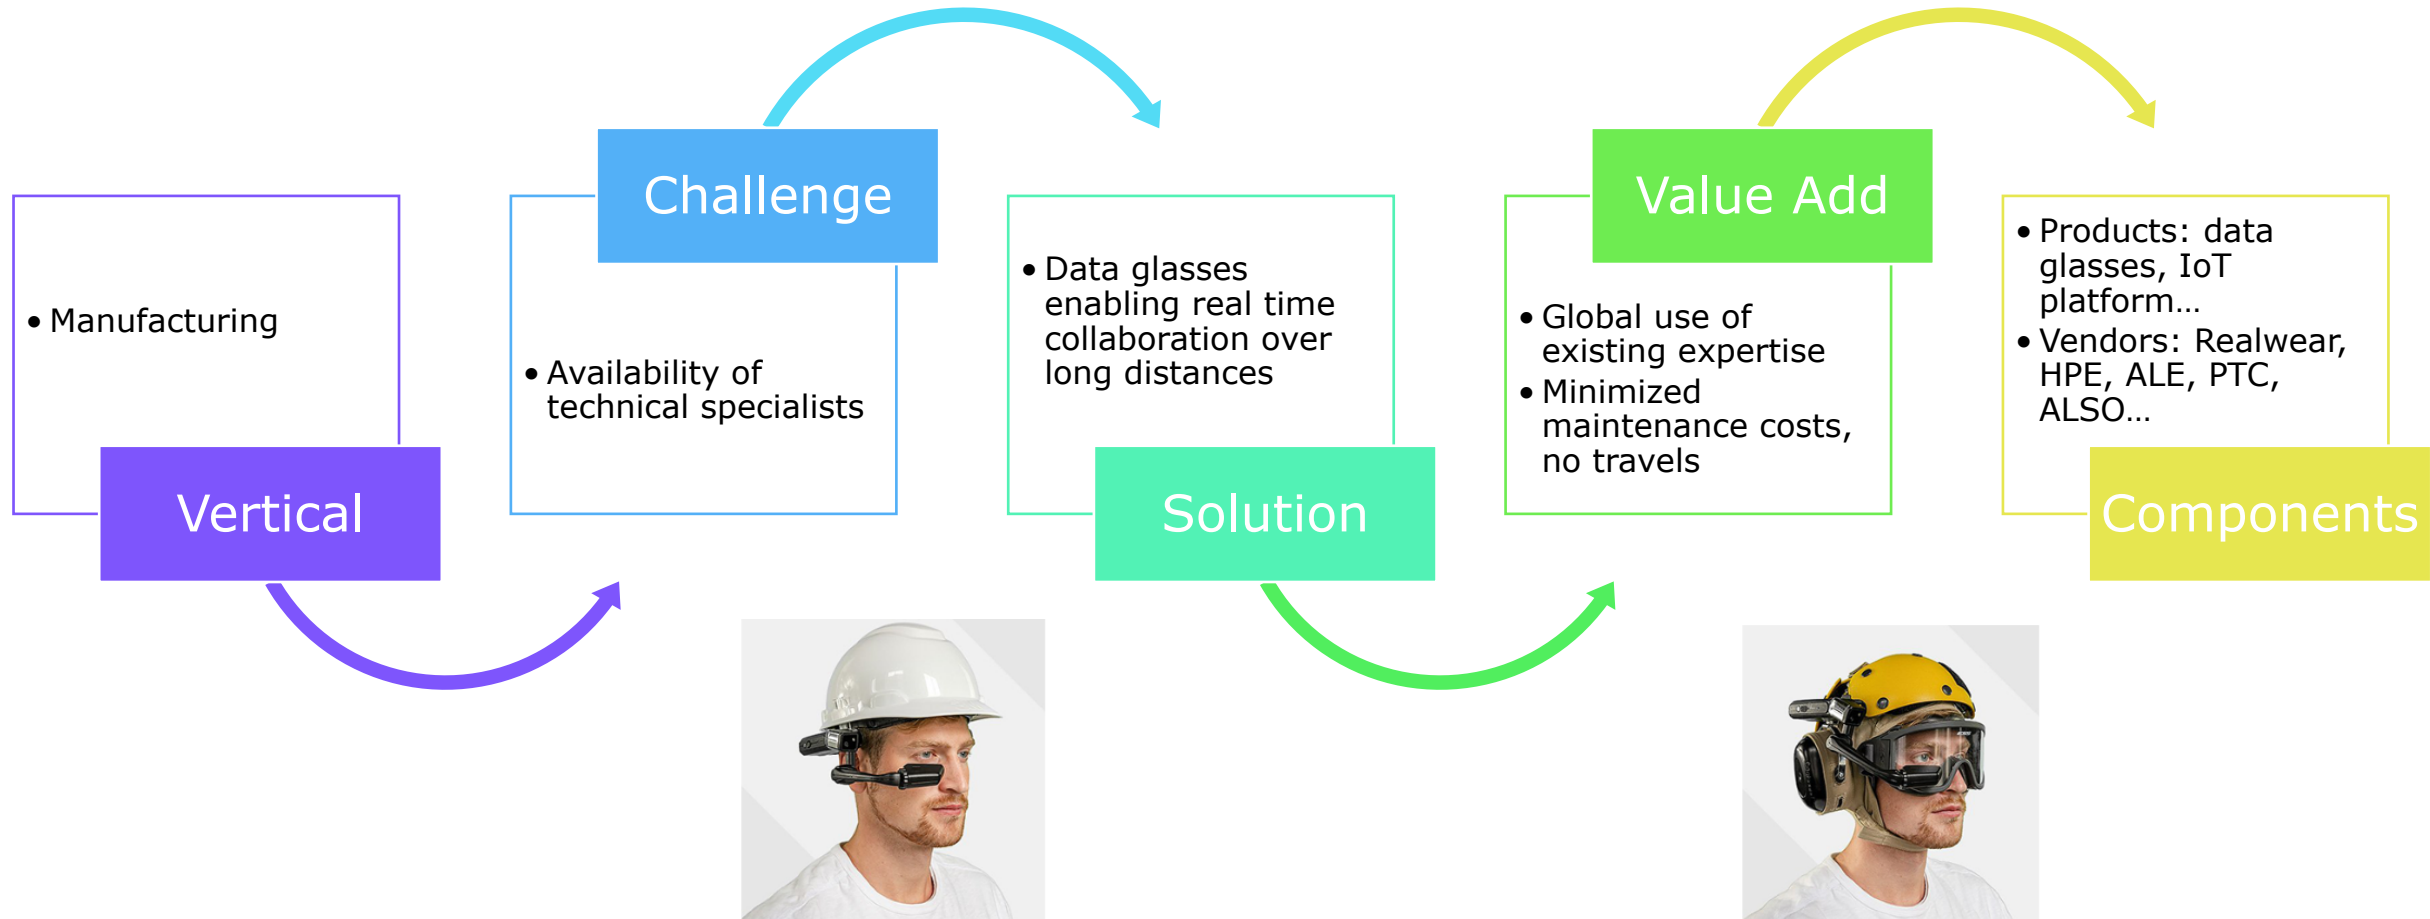 • Manufacturing
Vertical
Challenge
• Availability of
technical specialists
• Data glasses
enabling real time
collaboration over
long distances
Solution
Value Add
• Global use of
existing expertise
• Minimized
maintenance costs,
no travels
• Products: data
glasses, IoT
platform…
• Vendors: Realwear,
HPE, ALE, PTC,
ALSO…
Components